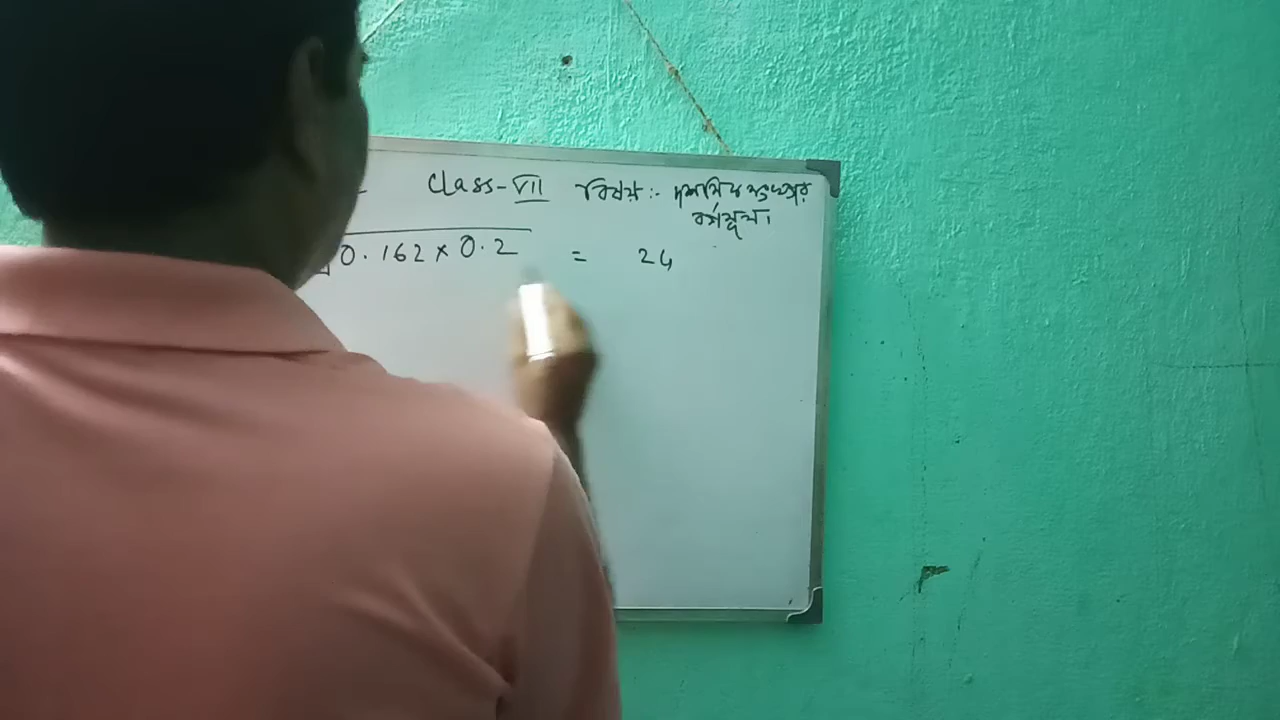 Class-VII বিষয়:- দশমিক সংখ্যার
বর্গমূল।
√0.162×0.2 = 24